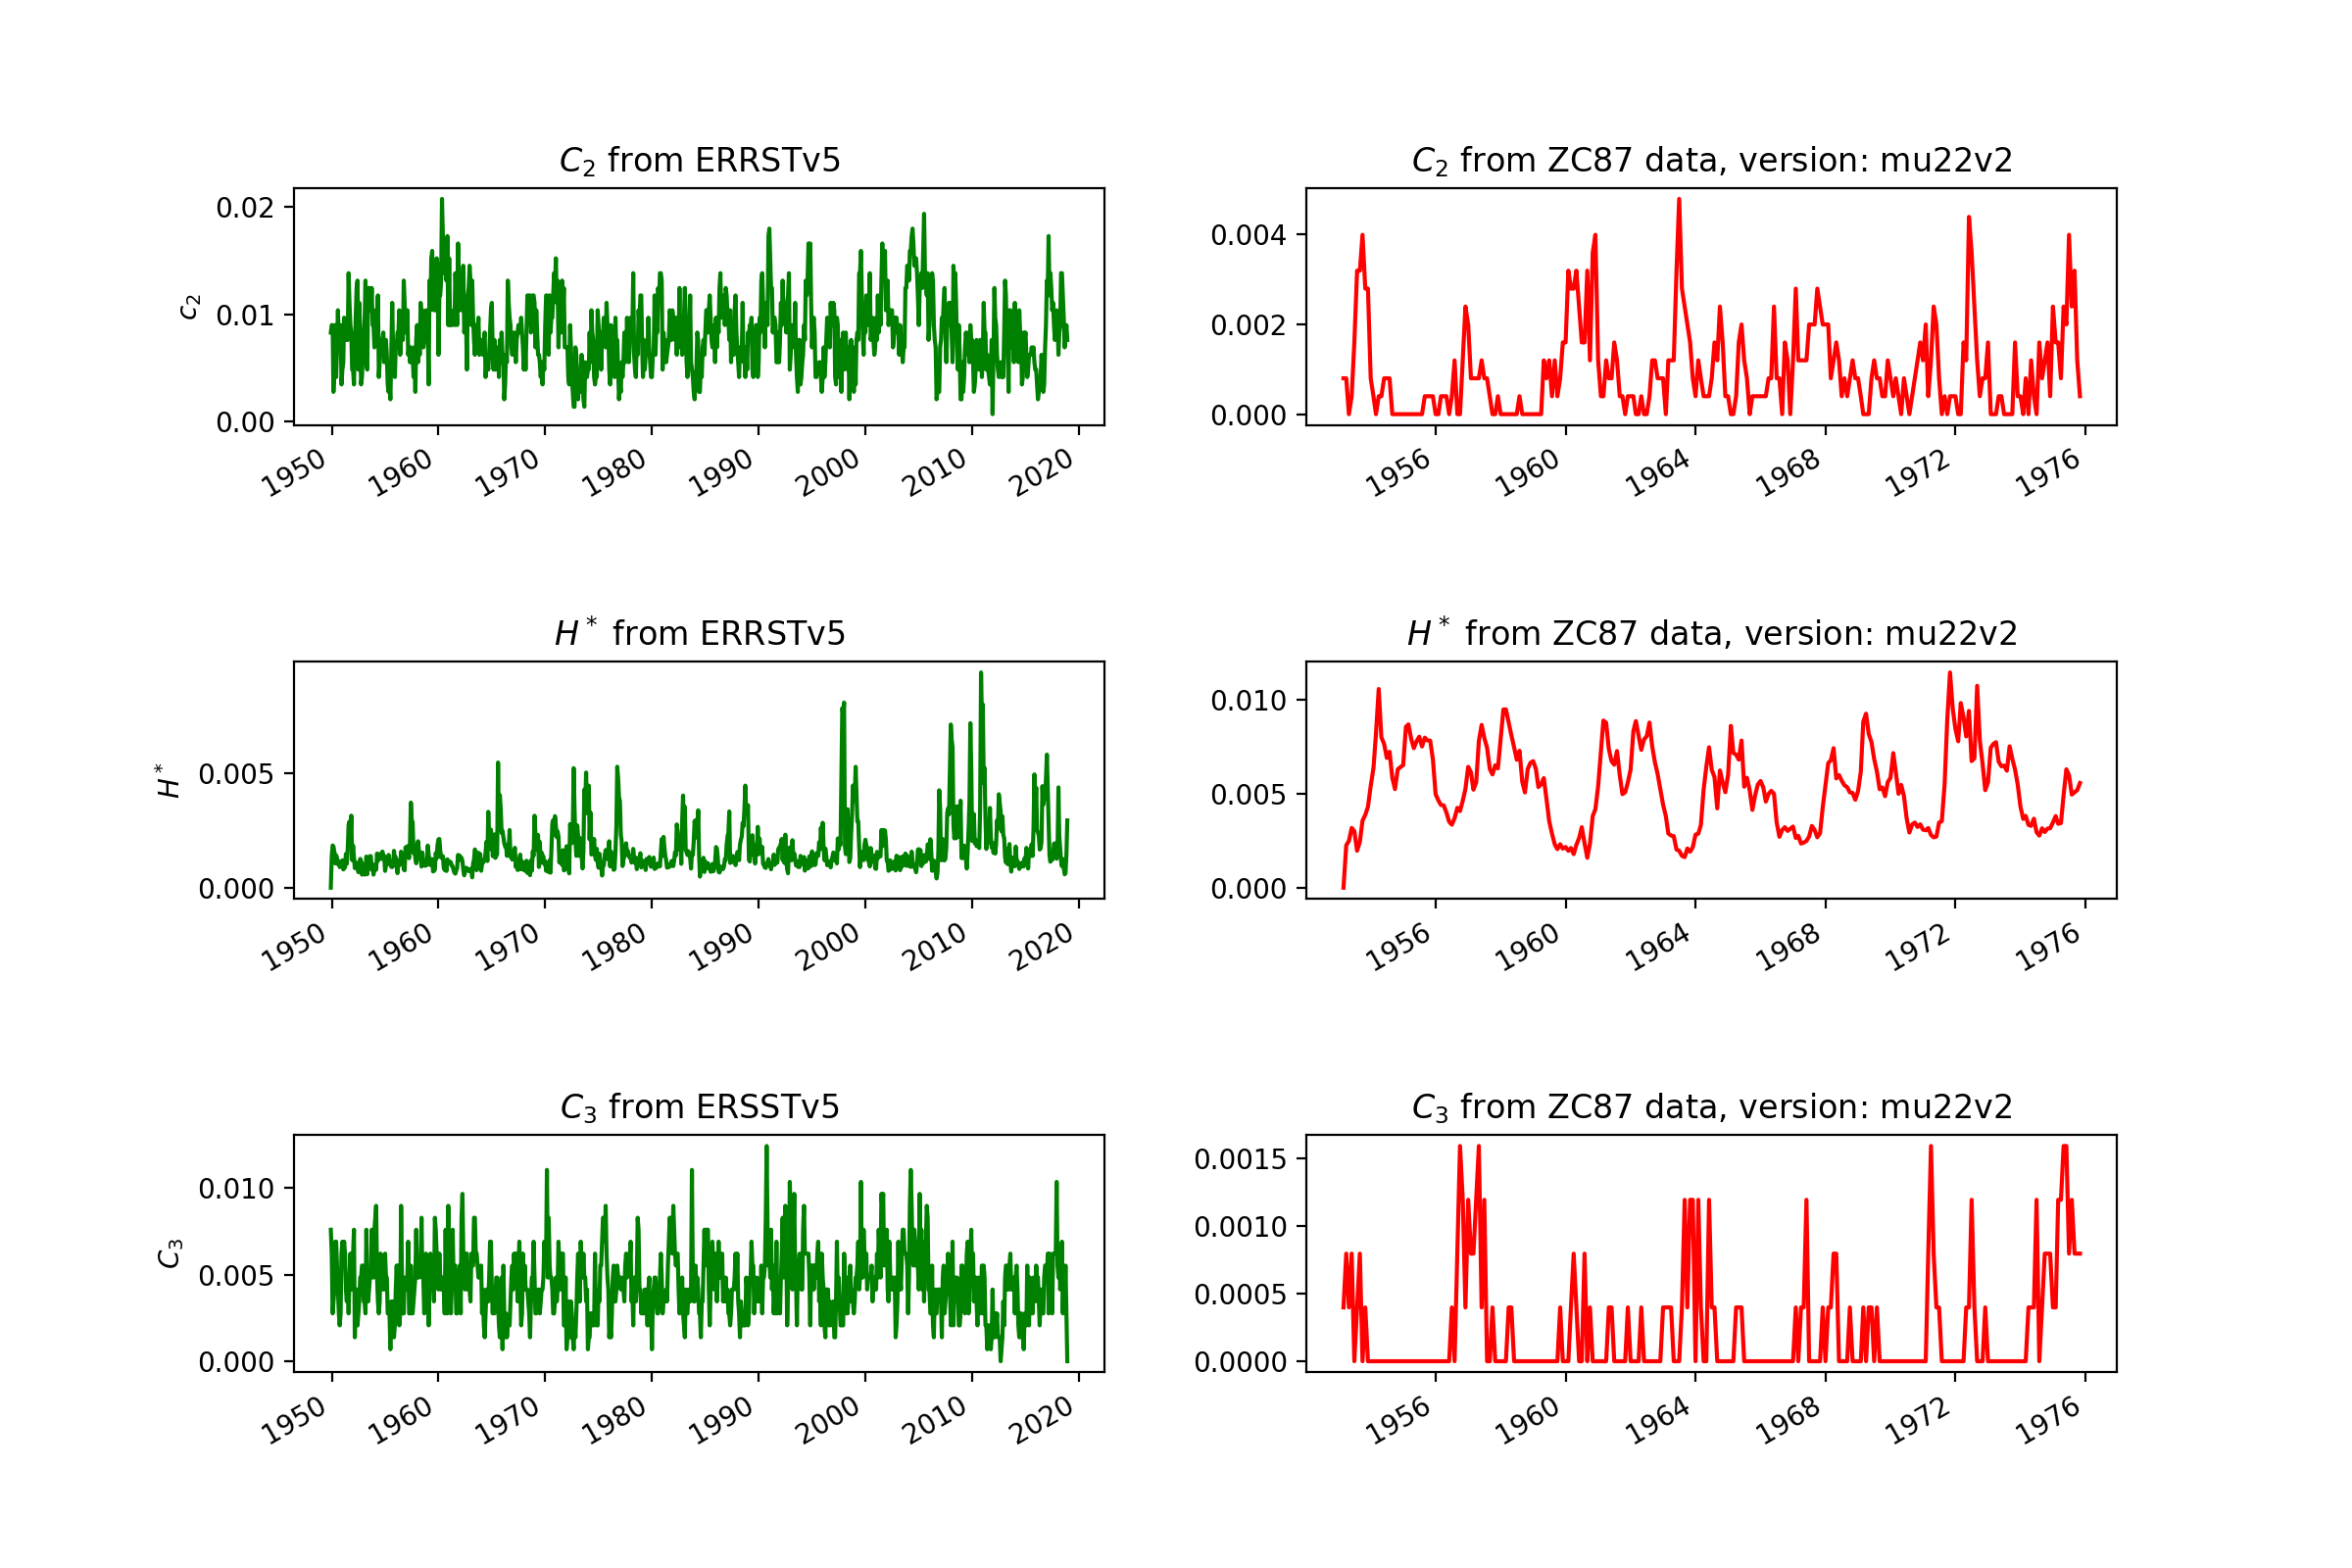 C₂ from ERRSTv5
C₂ from ZC87 data, version: mu22v2
0.02
0.01
0.00
c₂
1950 1960 1970 1980 1990 2000 2010 2020
0.004
0.002
0.000
1956 1960 1964 1968 1972 1976
H* from ERRSTv5
H* from ZC87 data, version: mu22v2
0.005
0.000
H*
1950 1960 1970 1980 1990 2000 2010 2020
0.010
0.005
0.000
1956 1960 1964 1968 1972 1976
C₃ from ERSSTv5
C₃ from ZC87 data, version: mu22v2
0.010
0.005
0.000
C₃
1950 1960 1970 1980 1990 2000 2010 2020
0.0015
0.0010
0.0005
0.0000
1956 1960 1964 1968 1972 1976